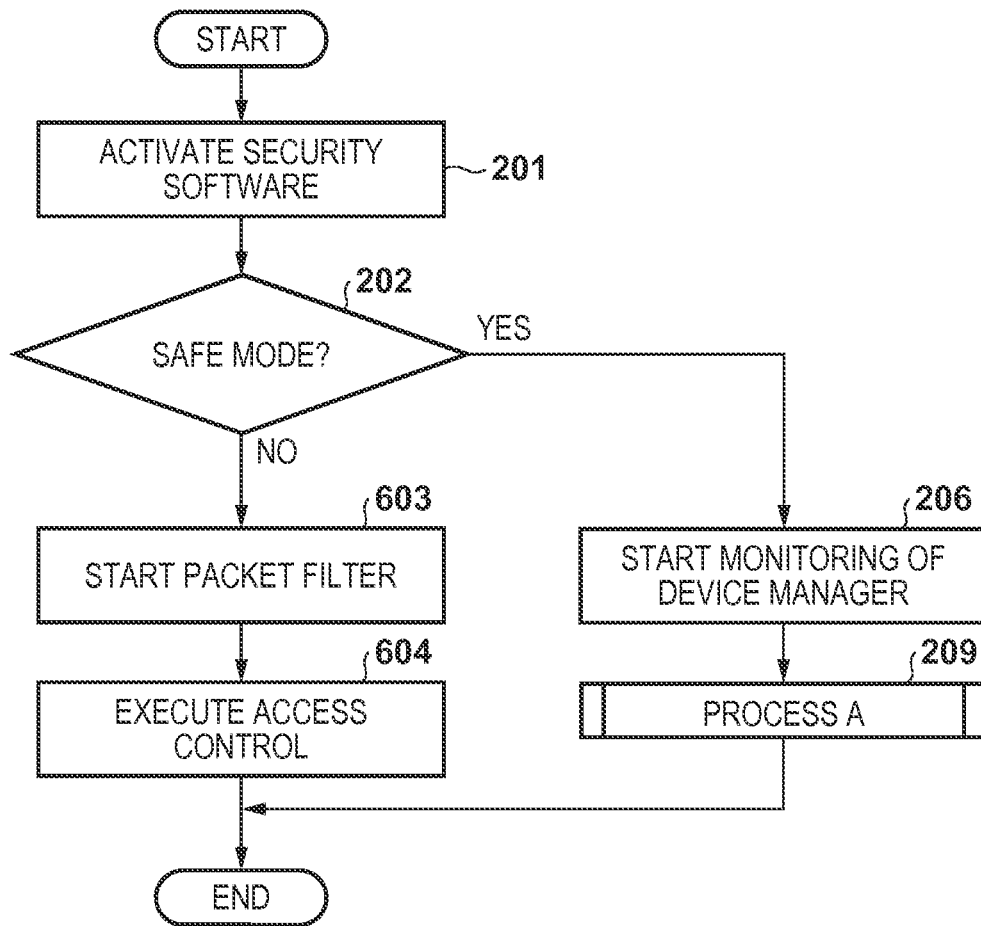 START
ACTIVATE SECURITY
SOFTWARE
201
202
SAFE MODE?
YES
NO
603
START PACKET FILTER
206
START MONITORING OF
DEVICE MANAGER
604
EXECUTE ACCESS
CONTROL
209
PROCESS A
END